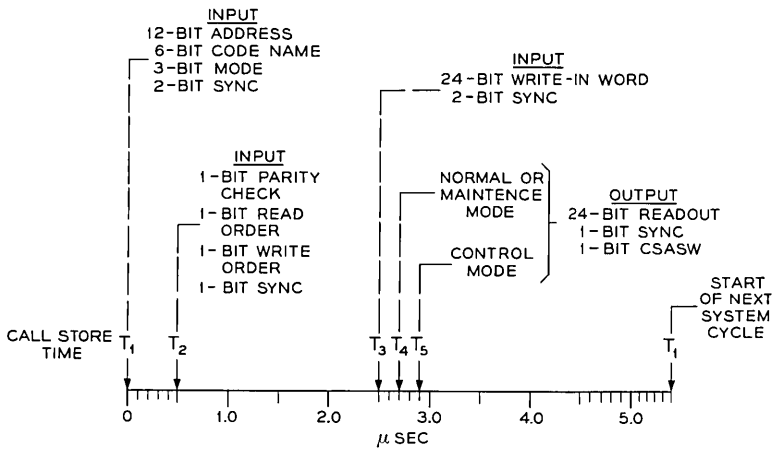 INPUT
12-BIT ADDRESS
6-BIT CODE NAME
3-BIT MODE
2-BIT SYNC
INPUT
24-BIT WRITE-IN WORD
2-BIT SYNC
INPUT
1-BIT PARITY
CHECK
1-BIT READ
ORDER
1-BIT WRITE
ORDER
1-BIT SYNC
NORMAL OR
MAINTENCE
MODE
CONTROL
MODE
OUTPUT
24-BIT READOUT
1-BIT SYNC
1-BIT CSASW
START
OF NEXT
SYSTEM
CYCLE
CALL STORE
TIME
T1 T2 T3 T4 T5 T1
0 1.0 2.0 3.0 4.0 5.0
μ SEC